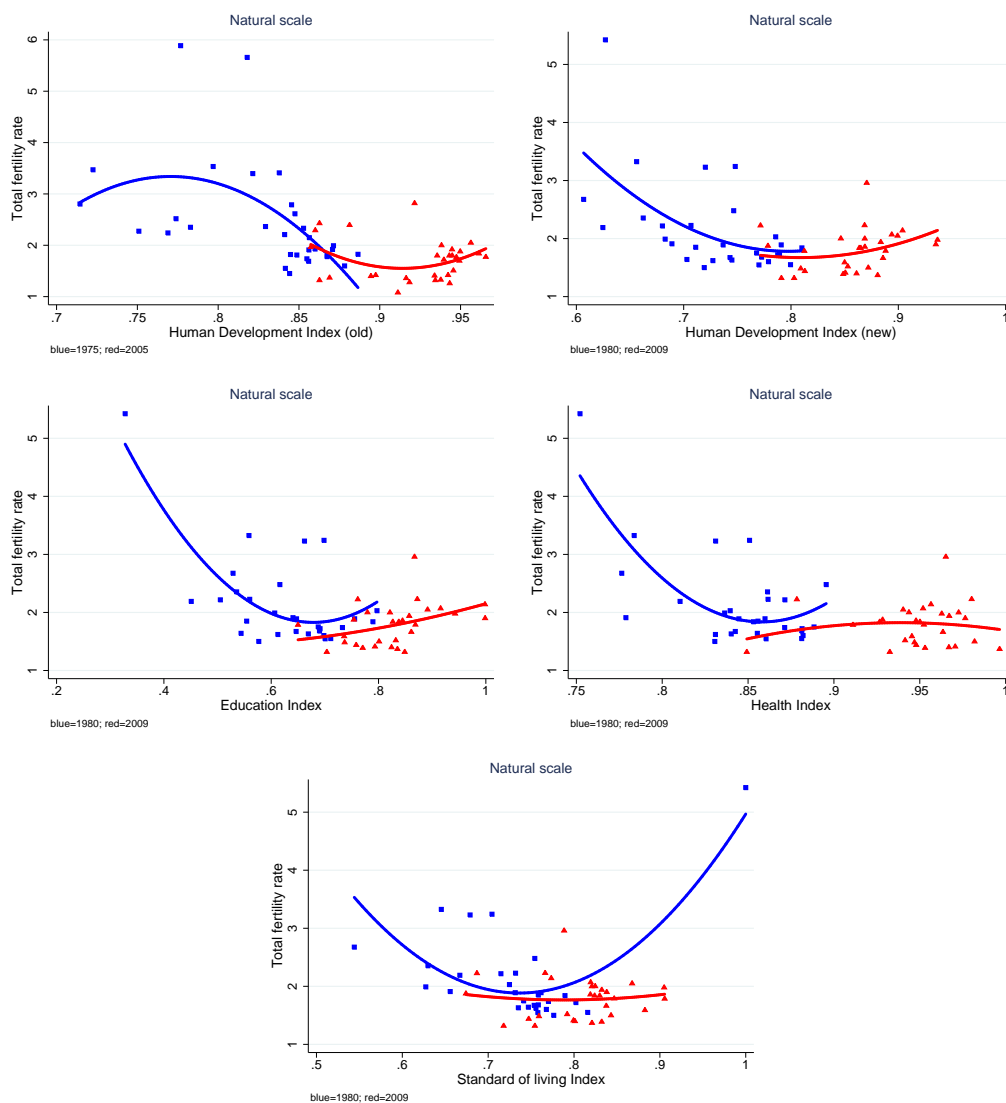 Natural scale
Total fertility rate
6
5
4
3
2
1
.7 .75 .8 .85 .9 .95
Human Development Index (old)
blue=1975; red=2005
Natural scale
Total fertility rate
5
4
3
2
1
.6 .7 .8 .9 1
Human Development Index (new)
blue=1980; red=2009
Natural scale
Total fertility rate
5
4
3
2
1
.2 .4 .6 .8 1
Education Index
blue=1980; red=2009
Natural scale
Total fertility rate
5
4
3
2
1
.75 .8 .85 .9 .95 1
Health Index
blue=1980; red=2009
Natural scale
Total fertility rate
5
4
3
2
1
.5 .6 .7 .8 .9 1
Standard of living Index
blue=1980; red=2009